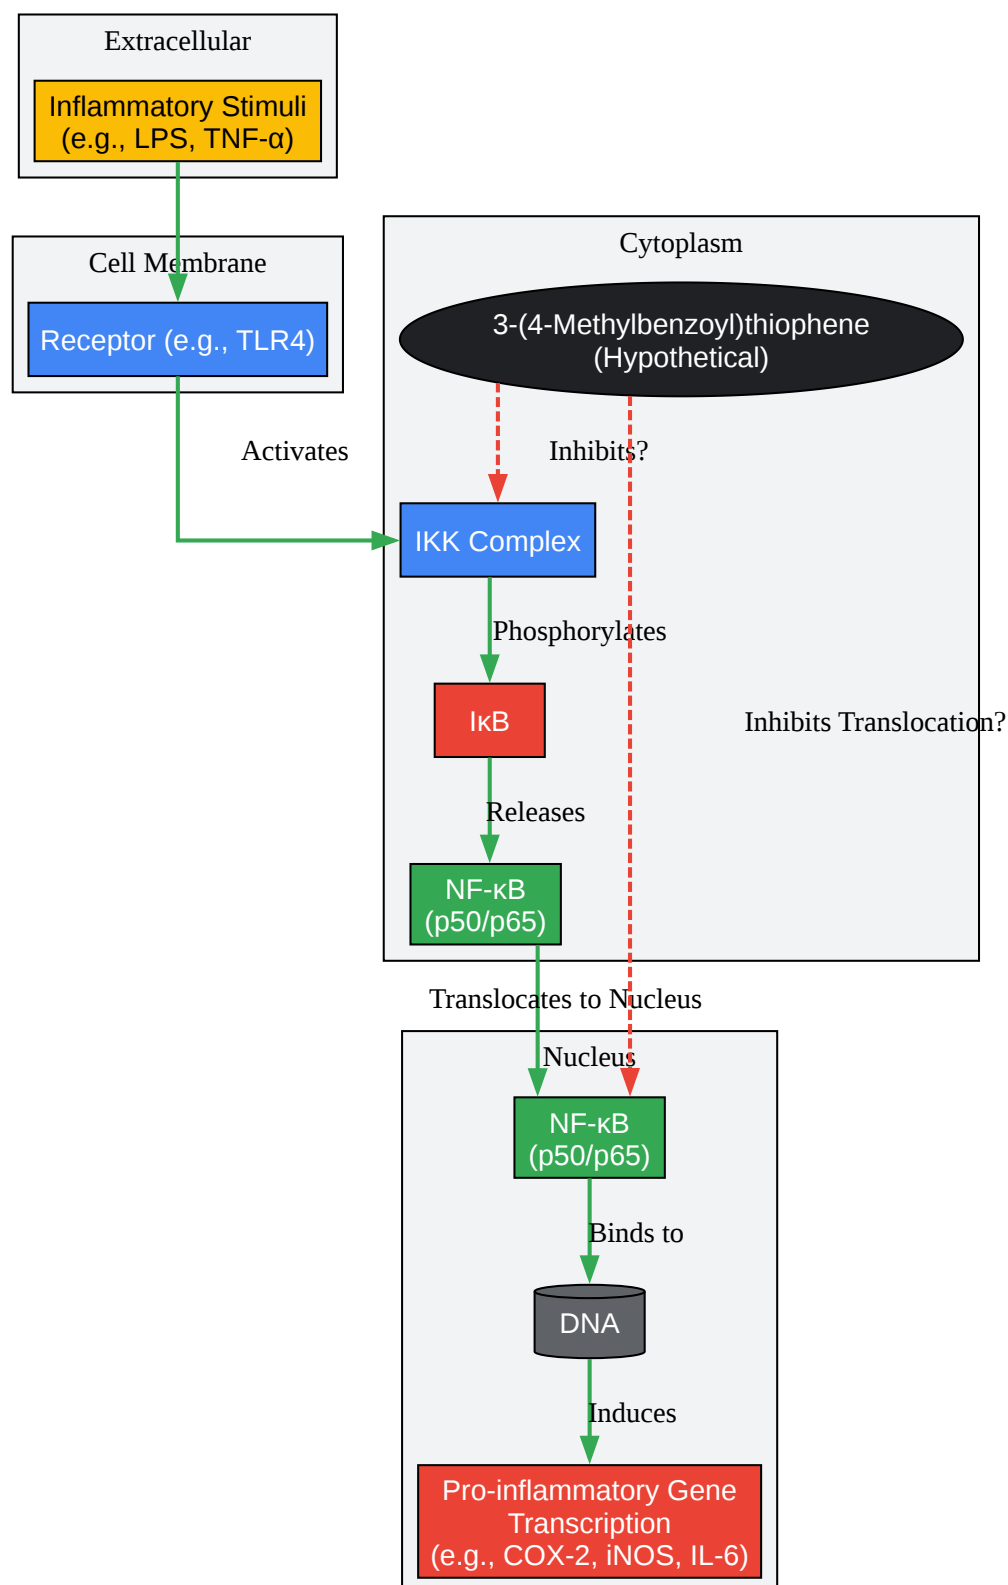 Extracellular
Inflammatory Stimuli
(e.g., LPS, TNF-α)
Cell Membrane
Receptor (e.g., TLR4)
Cytoplasm
3-(4-Methylbenzoyl)thiophene
(Hypothetical)
Activates
Inhibits?
IKK Complex
Phosphorylates
IκB
Inhibits Translocation?
Releases
NF-κB
(p50/p65)
Translocates to Nucleus
Nucleus
NF-κB
(p50/p65)
Binds to
DNA
Induces
Pro-inflammatory Gene
Transcription
(e.g., COX-2, iNOS, IL-6)